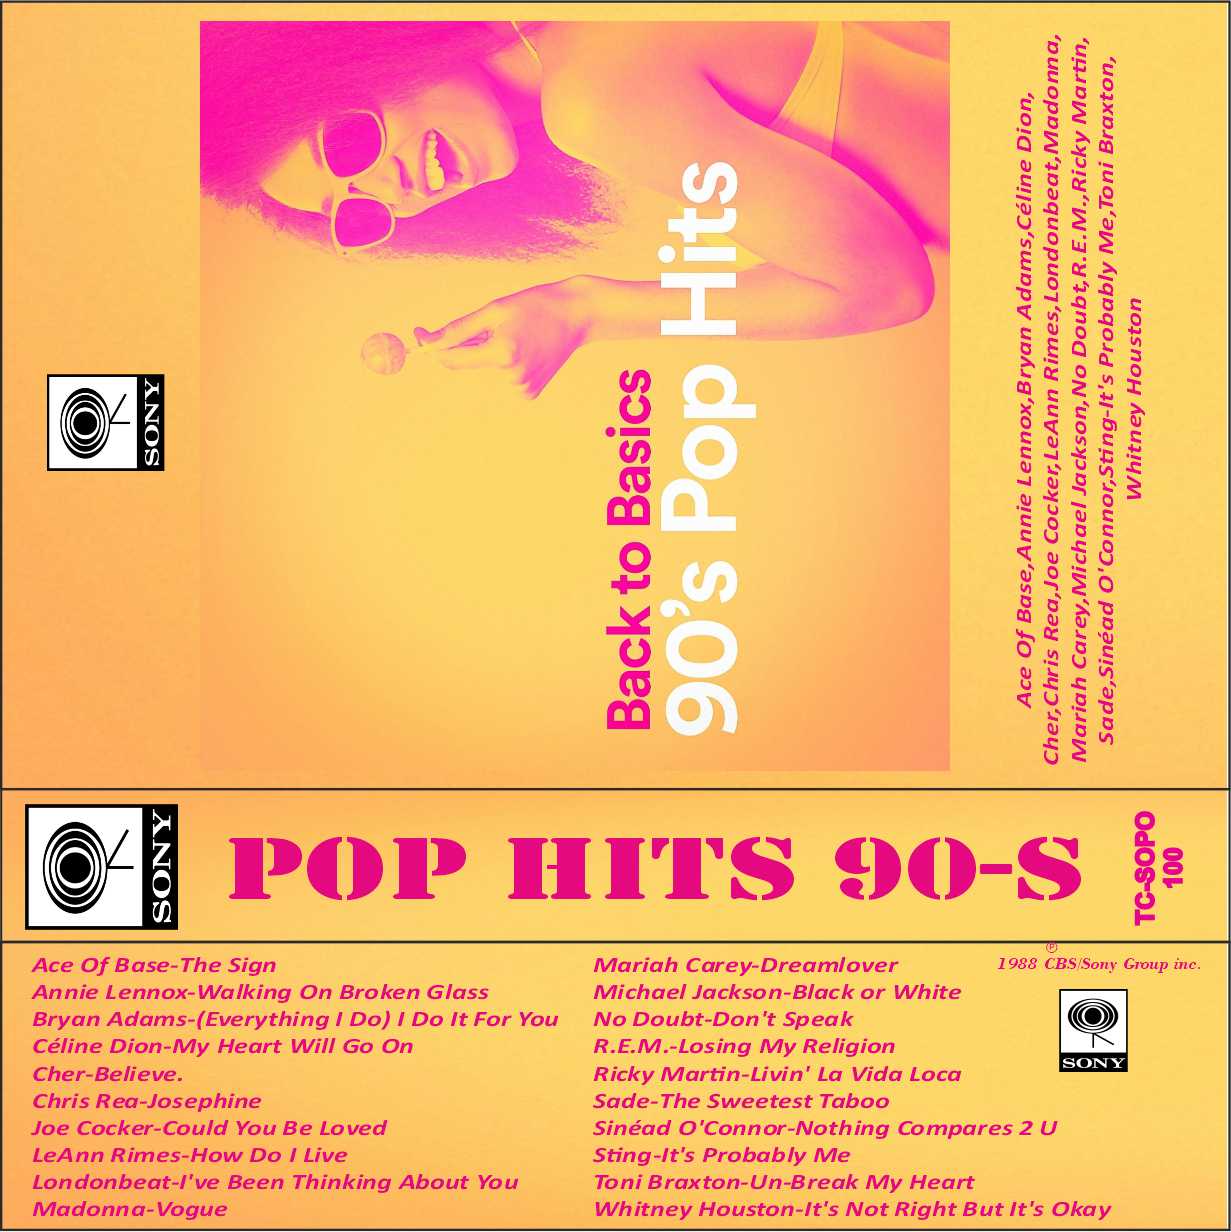 SONY
Back to Basics
90's Pop Hits
Ace Of Base,Annie Lennox,Bryan Adams,Céline Dion,
Cher,Chris Rea,Joe Cocker,LeAnn Rimes,Londonbeat,Madonna,
Mariah Carey,Michael Jackson,No Doubt,R.E.M.,Ricky Martin,
Sade,Sinéad O'Connor,Sting-It's Probably Me,Toni Braxton,
Whitney Houston
SONY
POP HITS 90-S
TC-SOPO
100
Ace Of Base-The Sign
Annie Lennox-Walking On Broken Glass
Bryan Adams-(Everything I Do) I Do It For You
Céline Dion-My Heart Will Go On
Cher-Believe.
Chris Rea-Josephine
Joe Cocker-Could You Be Loved
LeAnn Rimes-How Do I Live
Londonbeat-I've Been Thinking About You
Madonna-Vogue
Mariah Carey-Dreamlover
Michael Jackson-Black or White
No Doubt-Don't Speak
R.E.M.-Losing My Religion
Ricky Martin-Livin' La Vida Loca
Sade-The Sweetest Taboo
Sinéad O'Connor-Nothing Compares 2 U
Sting-It's Probably Me
Toni Braxton-Un-Break My Heart
Whitney Houston-It's Not Right But It's Okay
℗
1988 CBS/Sony Group inc.
SONY